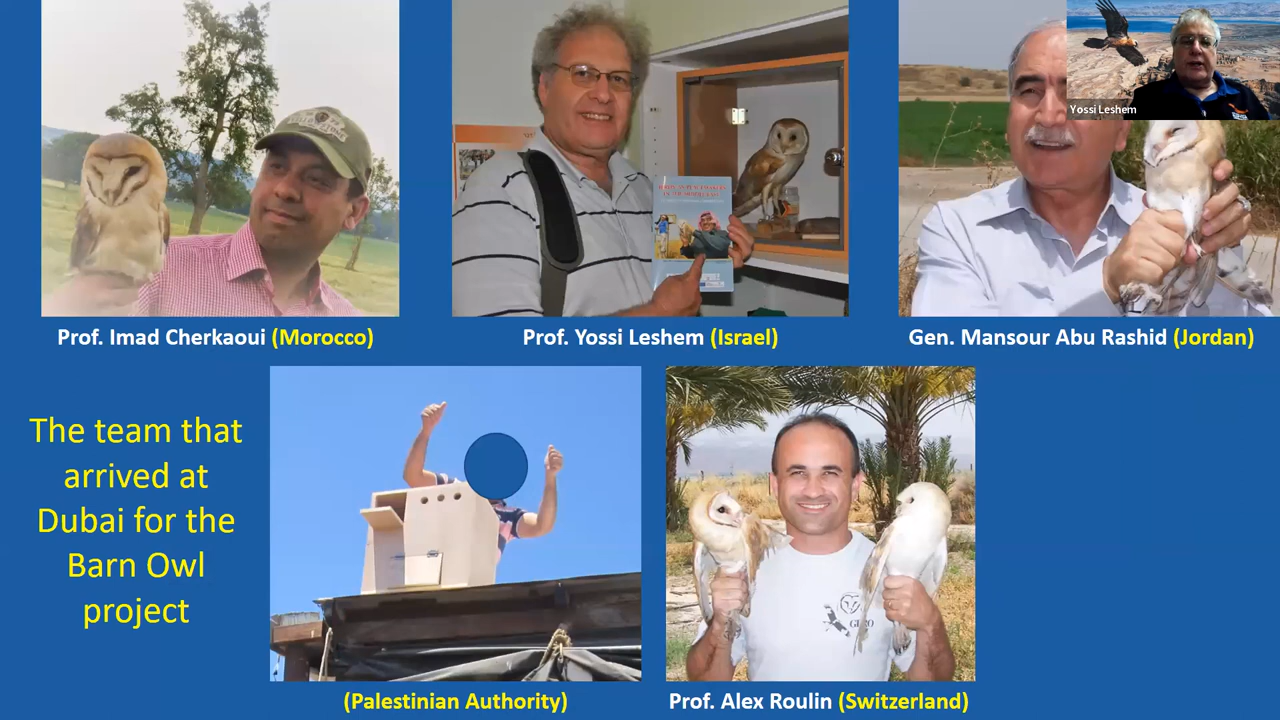 Yossi Leshem
Prof. Imad Cherkaoui (Morocco)
Prof. Yossi Leshem (Israel)
Gen. Mansour Abu Rashid (Jordan)
The team that
arrived at
Dubai for the
Barn Owl
project
(Palestinian Authority)
Prof. Alex Roulin (Switzerland)